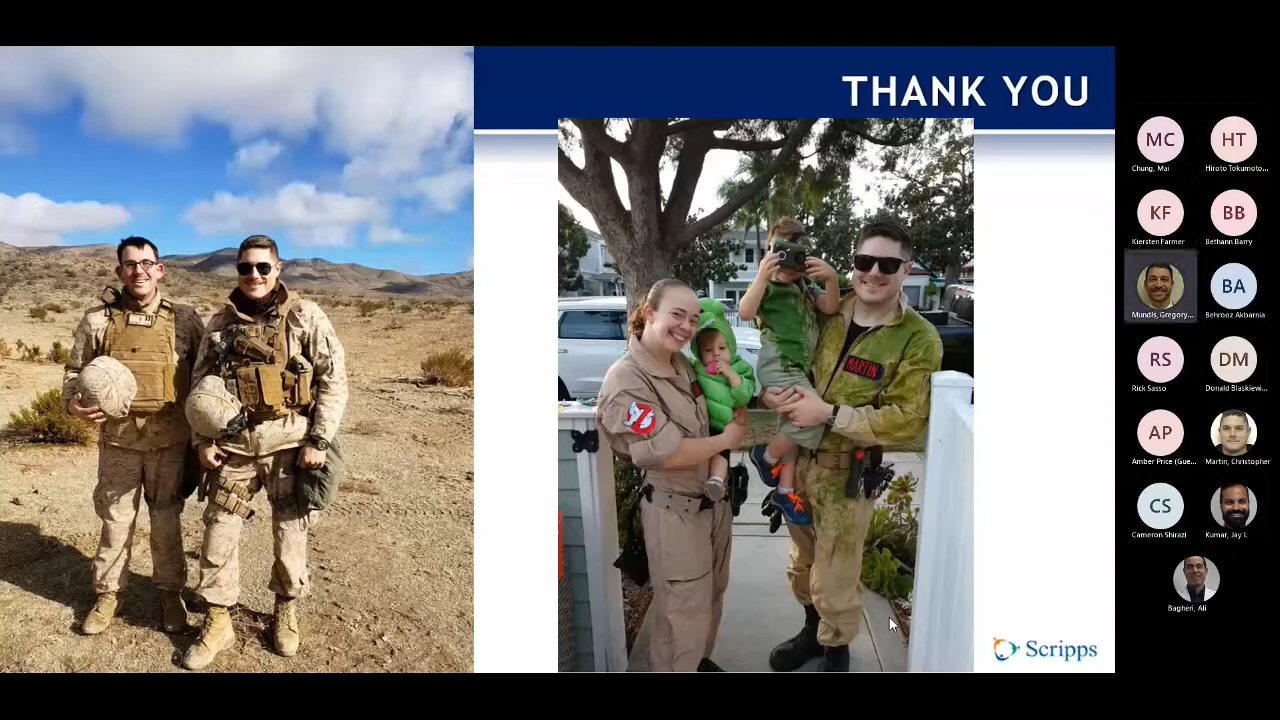 THANK YOU
MARTIN
Scripps
MC
Chung, Mai
HT
Hiroto Tokumoto...
KF
Kiersten Farmer
BB
Bethann Barry
Mundis, Gregory...
BA
Behrooz Akbarnia
RS
Rick Sasso
DM
Donald Blaskiewi...
AP
Amber Price (Gue...
Martin, Christopher
CS
Cameron Shirazi
Kumar, Jay I.
Bagheri, Ali